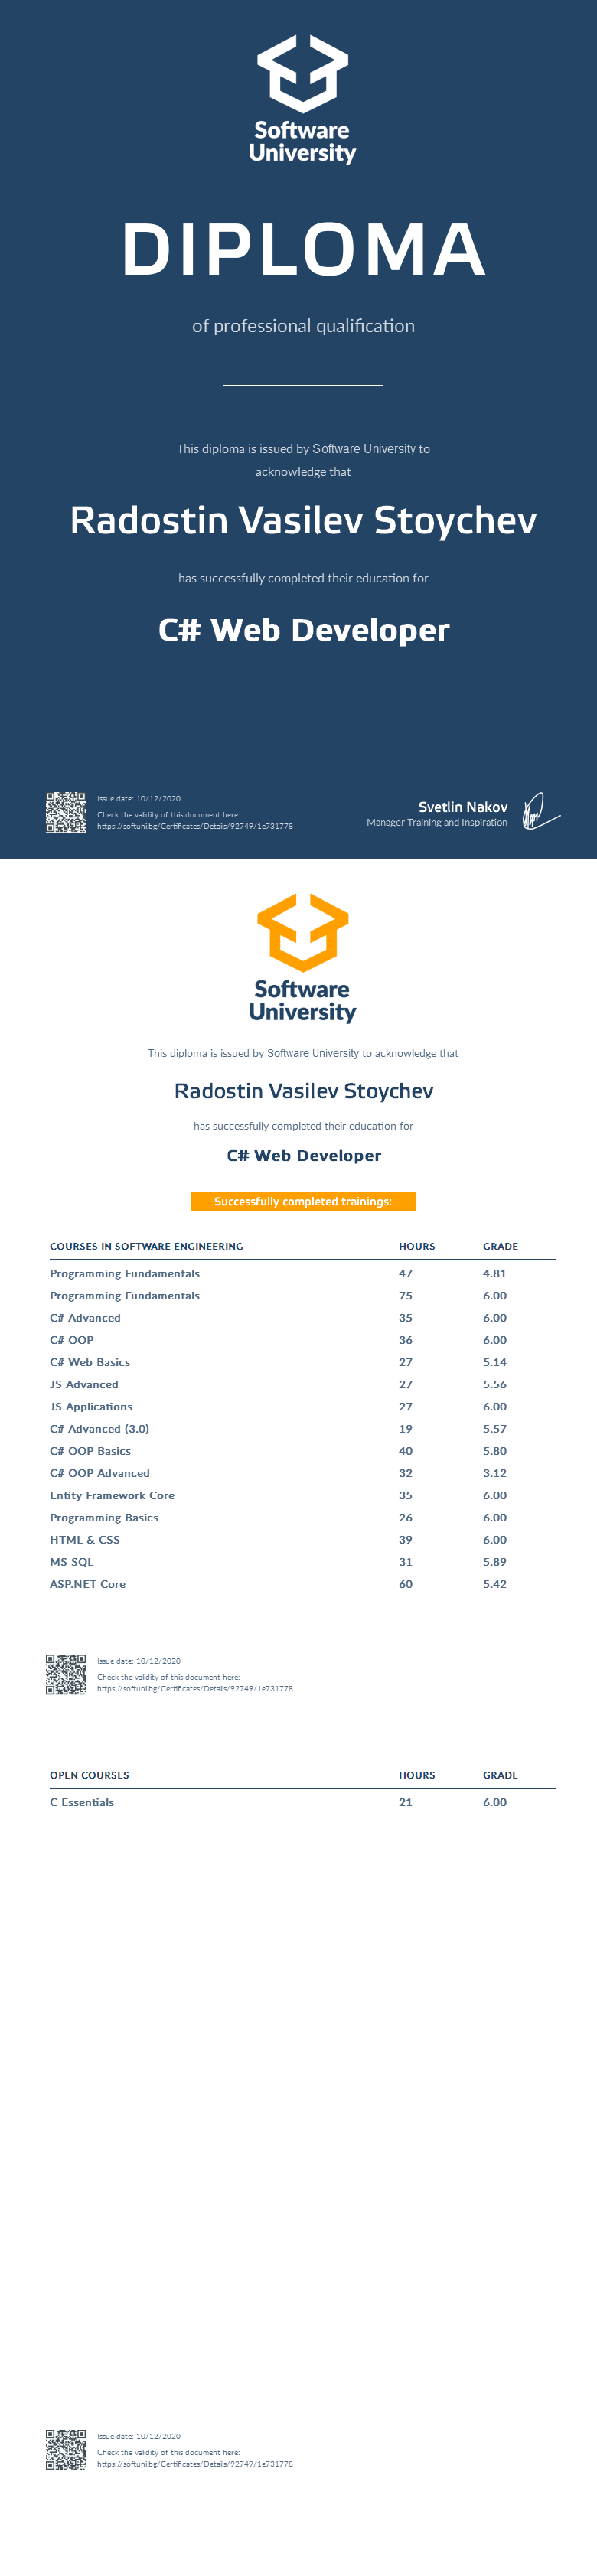 Software
University
DIPLOMA
of professional qualification
This diploma is issued by Software University to
acknowledge that
Radostin Vasilev Stoychev
has successfully completed their education for
C# Web Developer
Issue date: 10/12/2020
Check the validity of this document here:
https://softuni.bg/Certificates/Details/92749/1e731778
Svetlin Nakov
Manager Training and Inspiration
Software
University
This diploma is issued by Software University to acknowledge that
Radostin Vasilev Stoychev
has successfully completed their education for
C# Web Developer
Successfully completed trainings:
COURSES IN SOFTWARE ENGINEERING HOURS GRADE
Programming Fundamentals 47 4.81
Programming Fundamentals 75 6.00
C# Advanced 35 6.00
C# OOP 36 6.00
C# Web Basics 27 5.14
JS Advanced 27 5.56
JS Applications 27 6.00
C# Advanced (3.0) 19 5.57
C# OOP Basics 40 5.80
C# OOP Advanced 32 3.12
Entity Framework Core 35 6.00
Programming Basics 26 6.00
HTML & CSS 39 6.00
MS SQL 31 5.89
ASP.NET Core 60 5.42
Issue date: 10/12/2020
Check the validity of this document here:
https://softuni.bg/Certificates/Details/92749/1e731778
OPEN COURSES HOURS GRADE
C Essentials 21 6.00
Issue date: 10/12/2020
Check the validity of this document here:
https://softuni.bg/Certificates/Details/92749/1e731778